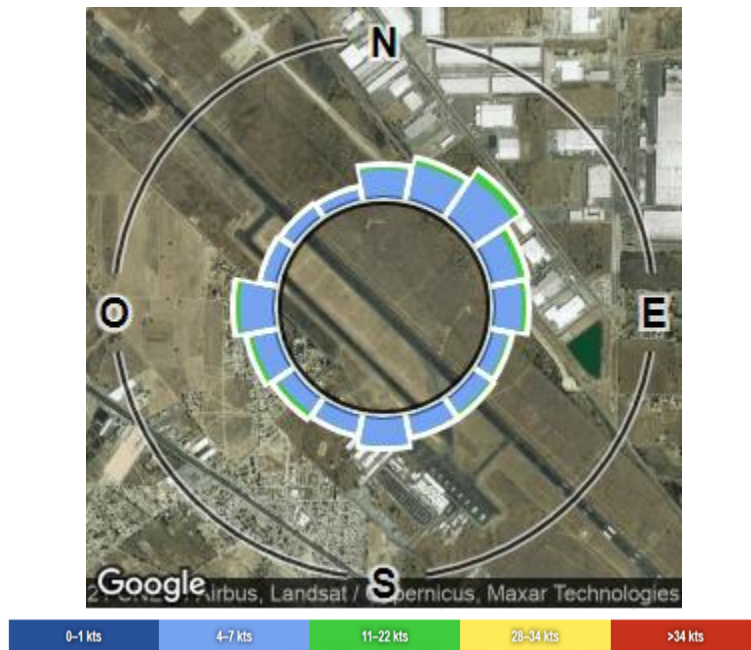 N
O
E
S
Google
Airbus, Landsat / Copernicus, Maxar Technologies
0–1 kts
4–7 kts
11–22 kts
28–34 kts
>34 kts